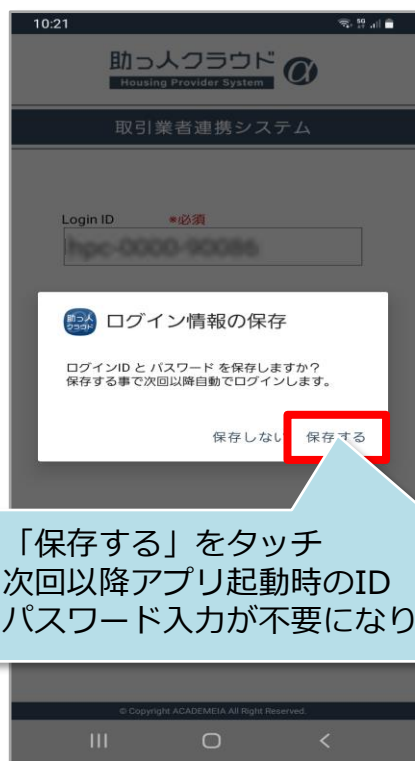 10:21
助っ人クラウド α
Housing Provider System
取引業者連携システム
Login ID ※必須
助っ人
クラウド
ログイン情報の保存
ログインID と パスワード を保存しますか？
保存する事で次回以降自動でログインします。
保存しない 保存する
「保存する」をタッチ
次回以降アプリ起動時のID
パスワード入力が不要になり
© Copyright ACADEMEIA All Right Reserved.